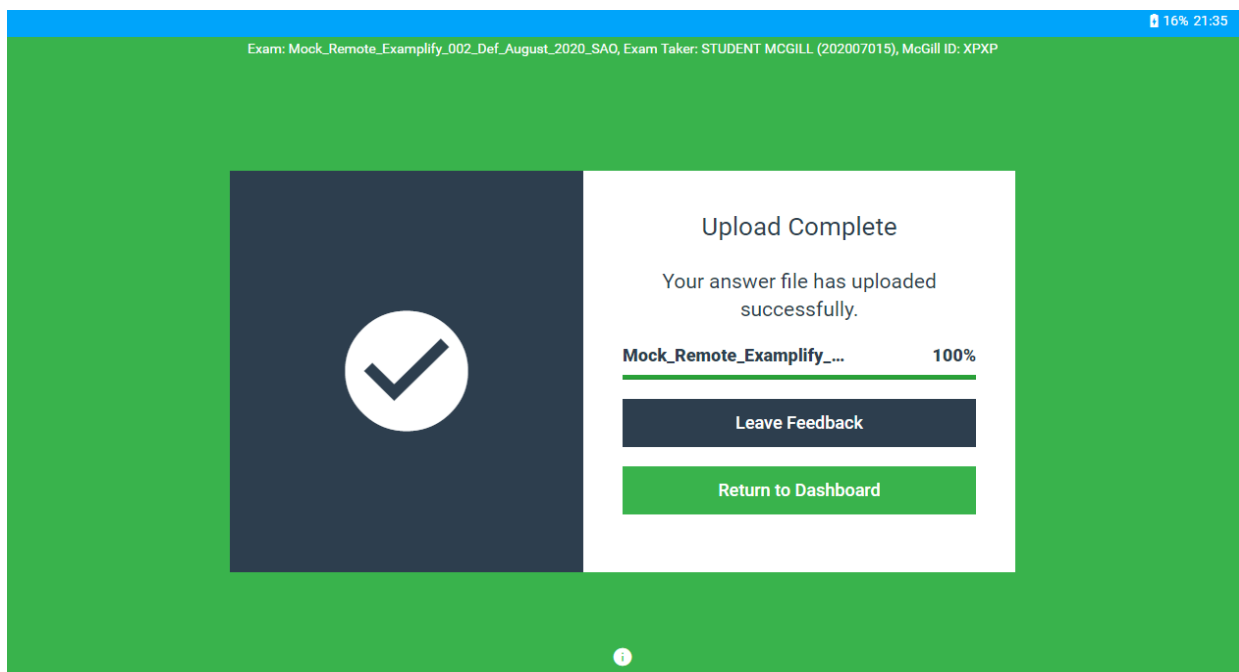 16% 21:35
Exam: Mock_Remote_Examplify_002_Def_August_2020_SAO, Exam Taker: STUDENT MCGILL (202007015), McGill ID: XPXP
Upload Complete
Your answer file has uploaded
successfully.
Mock_Remote_Examplify_... 100%
Leave Feedback
Return to Dashboard